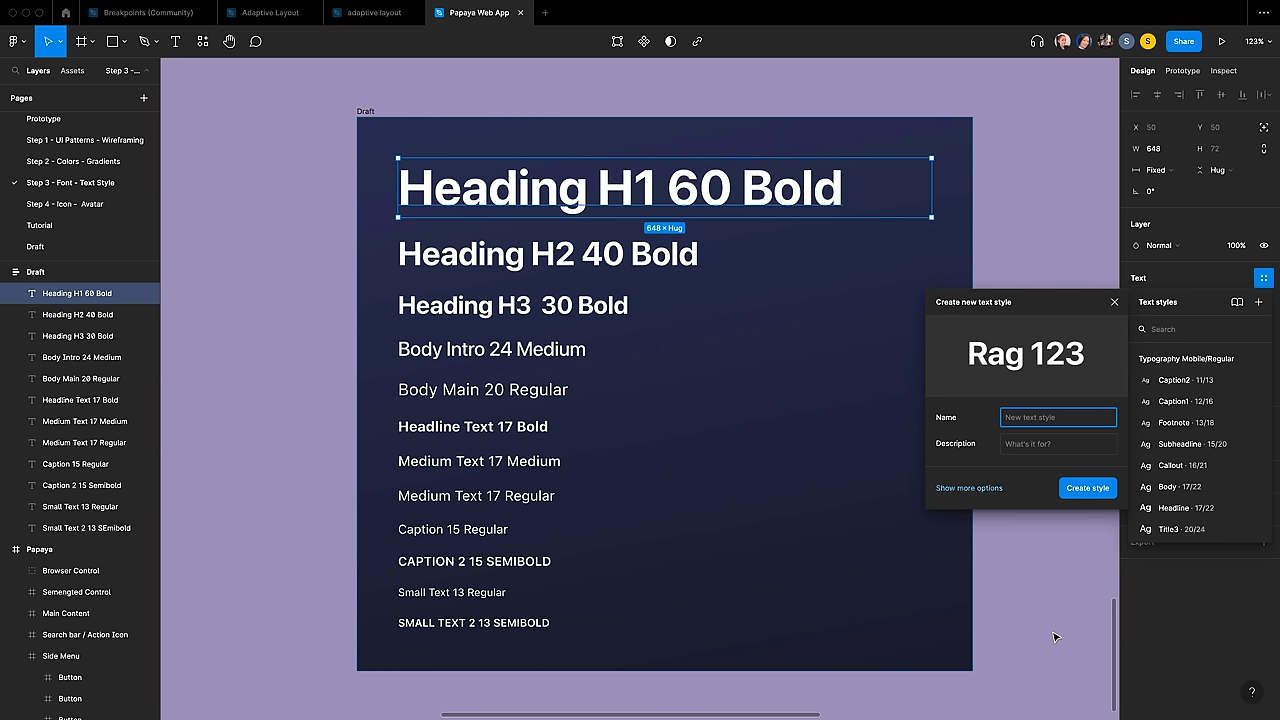 Breakpoints (Community)
Adaptive Layout
adaptive layout
Papaya Web App
S
S
Share
123%
Layers
Assets
Step 3 -...
Pages
Prototype
Step 1 - UI Patterns - Wireframing
Step 2 - Colors - Gradients
Step 3 - Font - Text Style
Step 4 - Icon - Avatar
Tutorial
Draft
Draft
Heading H1 60 Bold
Heading H2 40 Bold
Heading H3 30 Bold
Body Intro 24 Medium
Body Main 20 Regular
Headline Text 17 Bold
Medium Text 17 Medium
Medium Text 17 Regular
Caption 15 Regular
Caption 2 15 Semibold
Small Text 13 Regular
Small Text 2 13 SEmibold
Papaya
Browser Control
Semengted Control
Main Content
Search bar / Action Icon
Side Menu
Button
Button
Draft
Heading H1 60 Bold
648 × Hug
Heading H2 40 Bold
Heading H3 30 Bold
Body Intro 24 Medium
Body Main 20 Regular
Headline Text 17 Bold
Medium Text 17 Medium
Medium Text 17 Regular
Caption 15 Regular
CAPTION 2 15 SEMIBOLD
Small Text 13 Regular
SMALL TEXT 2 13 SEMIBOLD
Create new text style
Rag 123
Name
New text style
Description
What's it for?
Show more options
Create style
Design
Prototype
Inspect
X 50
Y 50
W 648
H 72
Fixed
Hug
0°
Layer
Normal
100%
Text
Text styles
Search
Typography Mobile/Regular
Ag Caption2 · 11/13
Ag Caption1 · 12/16
Ag Footnote · 13/18
Ag Subheadline · 15/20
Ag Callout · 16/21
Ag Body · 17/22
Ag Headline · 17/22
Ag Title3 · 20/24
?